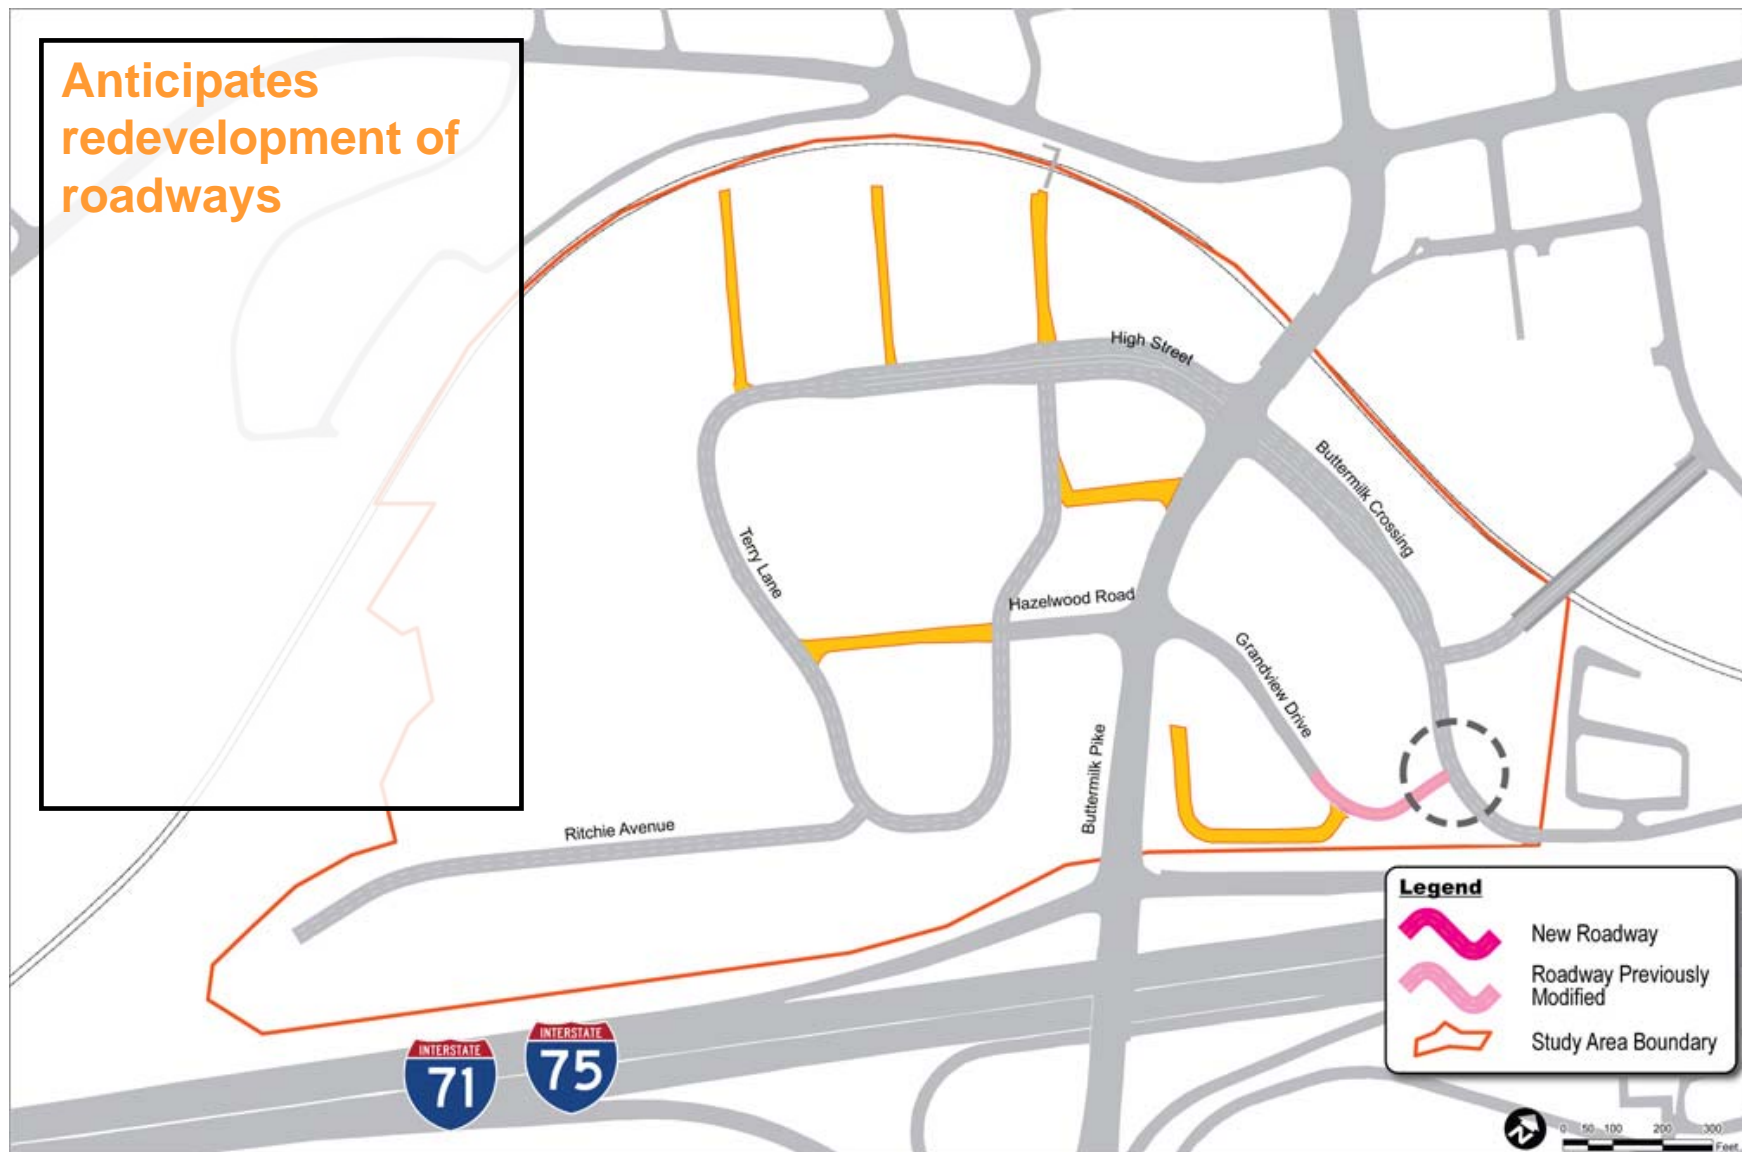 Anticipates
redevelopment of
roadways
High Street
Buttermilk Crossing
Terry Lane
Hazelwood Road
Grandview Drive
Buttermilk Pike
Ritchie Avenue
Legend
New Roadway
Roadway Previously
Modified
Study Area Boundary
INTERSTATE
71
INTERSTATE
75
0 50 100 200 300
Feet